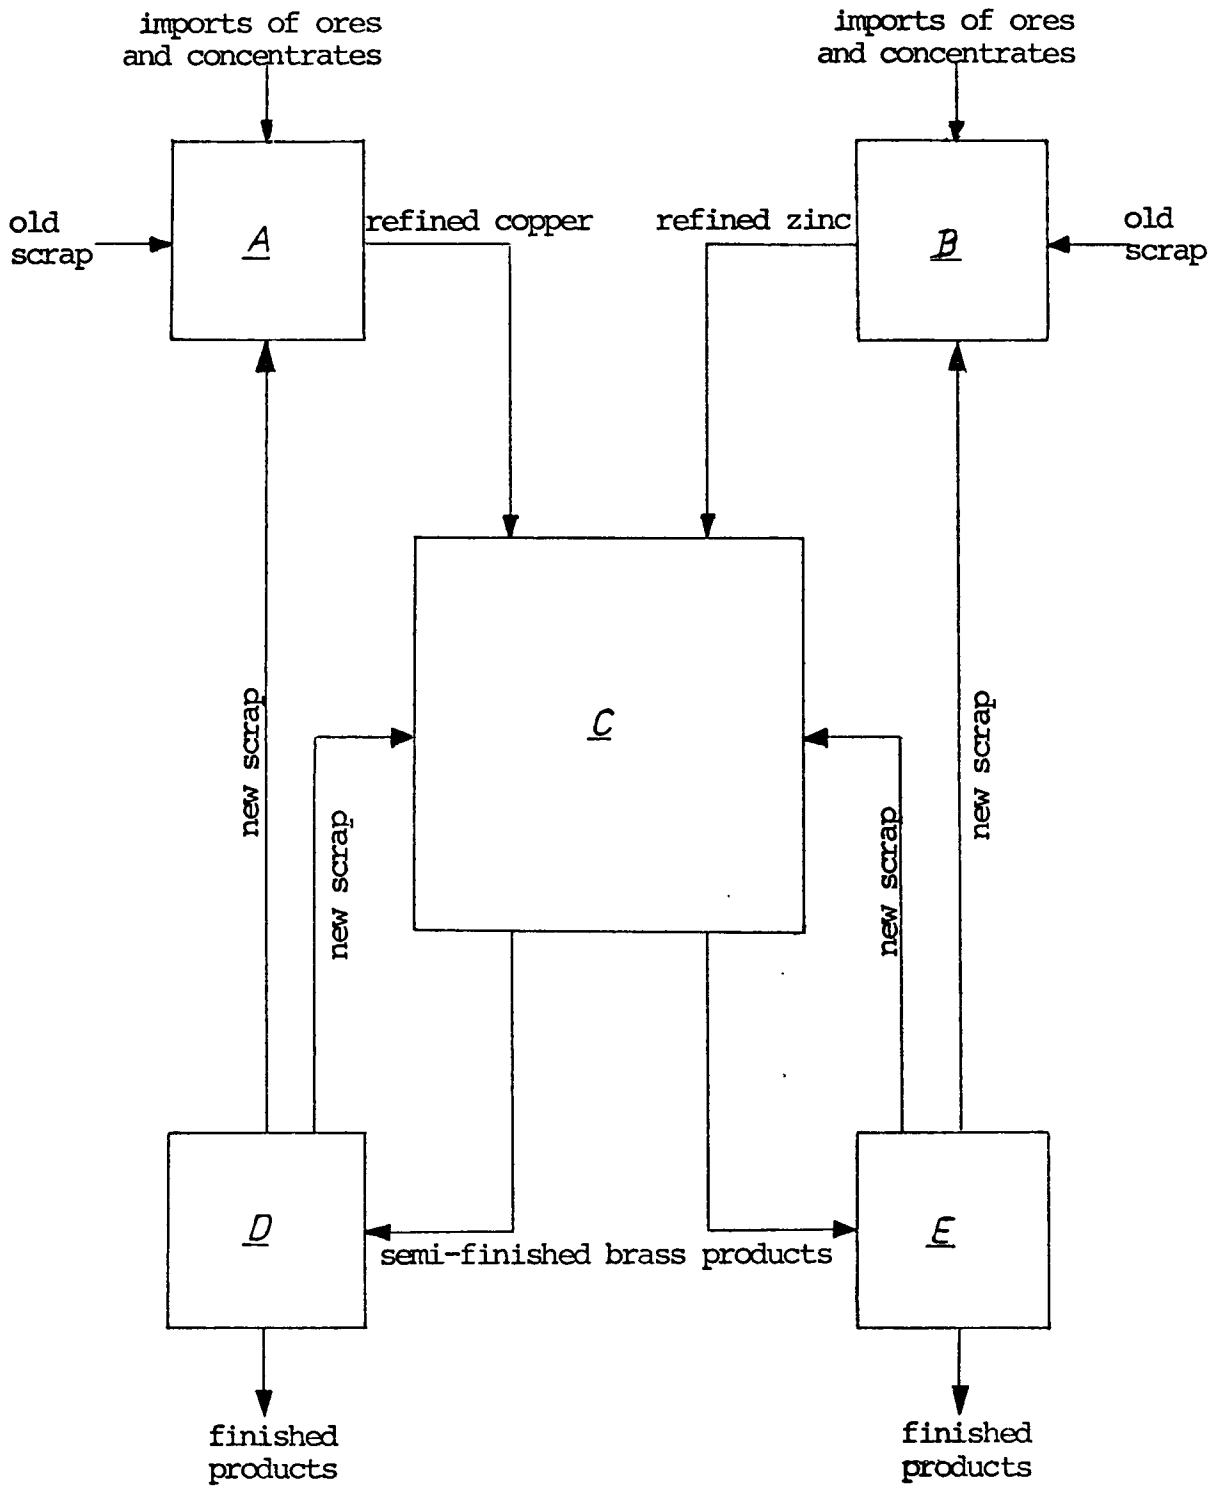 imports of ores
and concentrates
imports of ores
and concentrates
old
scrap
A
refined copper
refined zinc
B
old
scrap
new scrap
new scrap
C
new scrap
new scrap
D
semi-finished brass products
E
finished
products
finished
products